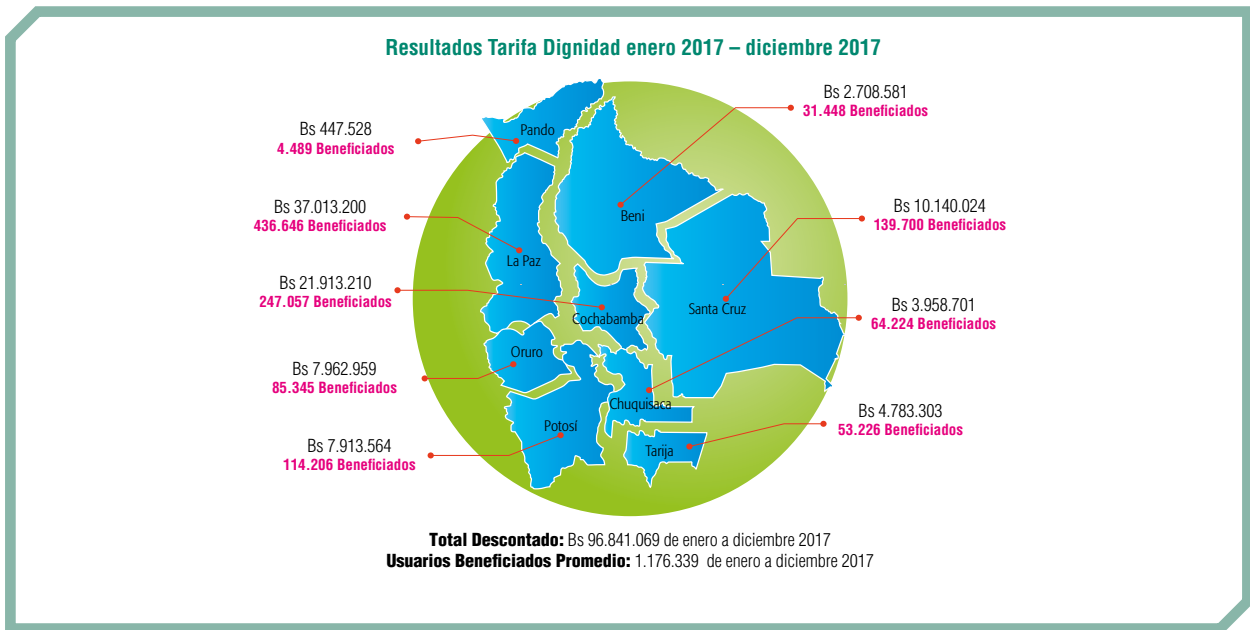 Resultados Tarifa Dignidad enero 2017 – diciembre 2017
Bs 2.708.581
31.448 Beneficiados
Pando
Bs 447.528
4.489 Beneficiados
Bs 37.013.200
436.646 Beneficiados
Beni
Bs 10.140.024
139.700 Beneficiados
La Paz
Bs 21.913.210
247.057 Beneficiados
Cochabamba
Santa Cruz
Bs 3.958.701
64.224 Beneficiados
Oruro
Bs 7.962.959
85.345 Beneficiados
Chuquisaca
Bs 4.783.303
53.226 Beneficiados
Potosí
Bs 7.913.564
114.206 Beneficiados
Tarija
Total Descontado: Bs 96.841.069 de enero a diciembre 2017
Usuarios Beneficiados Promedio: 1.176.339 de enero a diciembre 2017